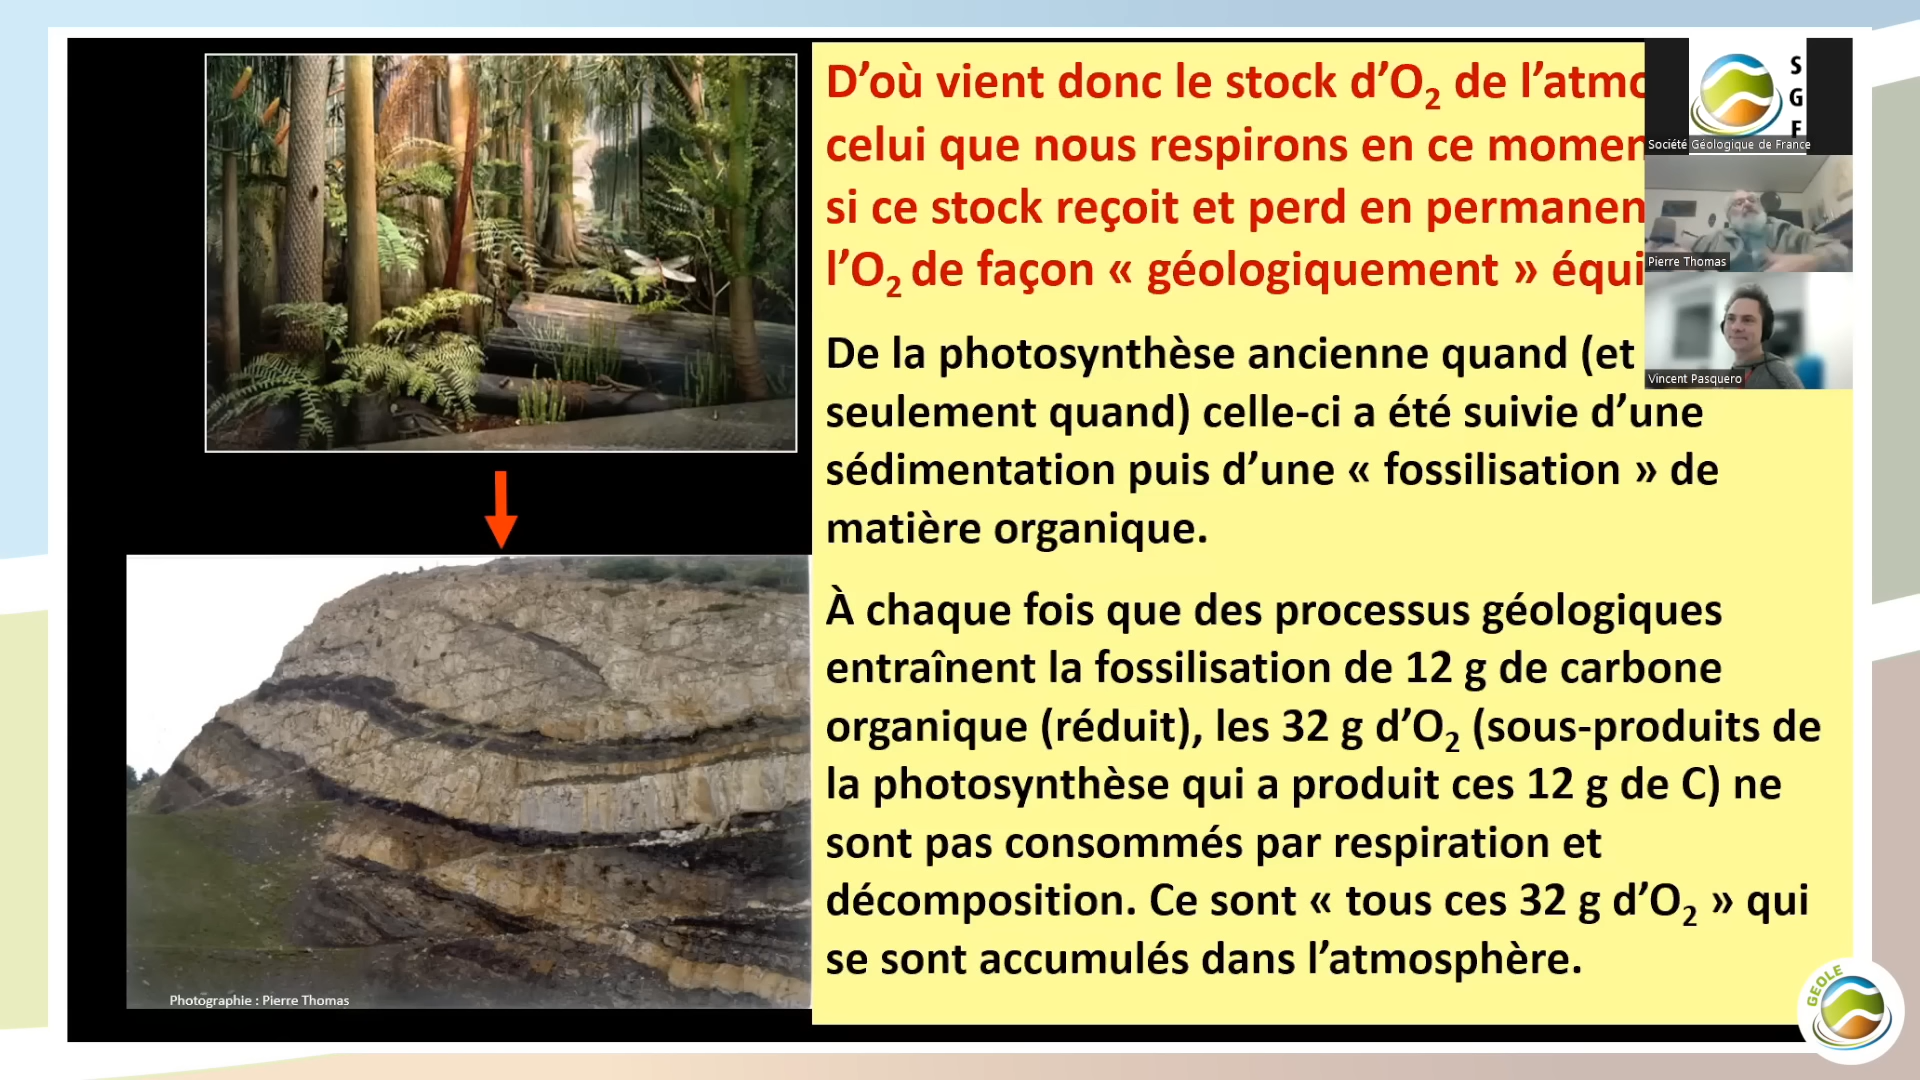 D’où vient donc le stock d’O2 de l’atmo
celui que nous respirons en ce momen
si ce stock reçoit et perd en permanen
l’O2 de façon « géologiquement » équi
De la photosynthèse ancienne quand (et
seulement quand) celle-ci a été suivie d’une
sédimentation puis d’une « fossilisation » de
matière organique.
À chaque fois que des processus géologiques
entraînent la fossilisation de 12 g de carbone
organique (réduit), les 32 g d’O2 (sous-produits de
la photosynthèse qui a produit ces 12 g de C) ne
sont pas consommés par respiration et
décomposition. Ce sont « tous ces 32 g d’O2 » qui
se sont accumulés dans l’atmosphère.
S
G
F
Société Géologique de France
Pierre Thomas
Vincent Pasquero
Photographie : Pierre Thomas
GEOLE